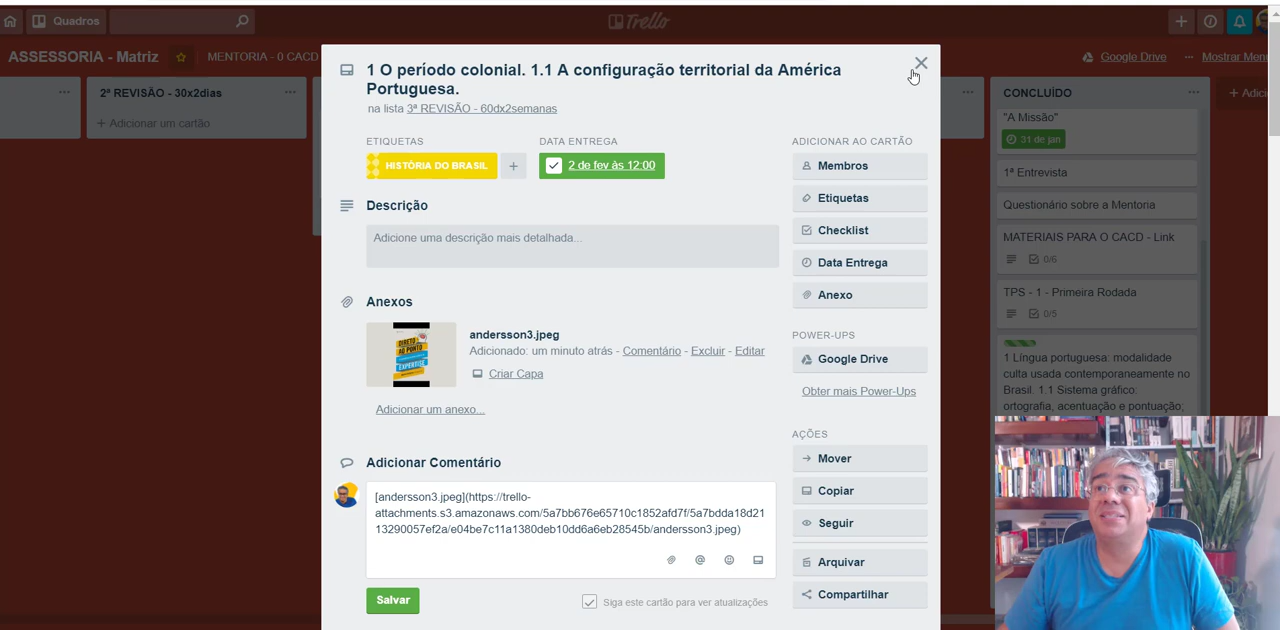 Quadros
Trello
ASSESSORIA - Matriz
MENTORIA - 0 CACD
Google Drive
Mostrar Menu
2º REVISÃO - 30x2dias
+ Adicionar um cartão
1 O período colonial. 1.1 A configuração territorial da América
Portuguesa.
na lista 3ª REVISÃO - 60dx2semanas
ETIQUETAS
DATA ENTREGA
HISTÓRIA DO BRASIL
+
2 de fev às 12:00
Descrição
Adicione uma descrição mais detalhada...
Anexos
DIRETO
AO PONTO
EXPERTISE
andersson3.jpeg
Adicionado: um minuto atrás - Comentário - Excluir - Editar
Criar Capa
Adicionar um anexo...
Adicionar Comentário
[andersson3.jpeg](https://trello-
attachments.s3.amazonaws.com/5a7bb676e65710c1852afd7f/5a7bdda18d21
13290057ef2a/e04be7c11a1380deb10dd6a6eb28545b/andersson3.jpeg)
Salvar
Siga este cartão para ver atualizações
ADICIONAR AO CARTÃO
Membros
Etiquetas
Checklist
Data Entrega
Anexo
POWER-UPS
Google Drive
Obter mais Power-Ups
AÇÕES
Mover
Copiar
Seguir
Arquivar
Compartilhar
CONCLUÍDO
+ Adici
"A Missão"
31 de jan
1ª Entrevista
Questionário sobre a Mentoria
MATERIAIS PARA O CACD - Link
0/6
TPS - 1 - Primeira Rodada
0/5
1 Língua portuguesa: modalidade
culta usada contemporaneamente no
Brasil. 1.1 Sistema gráfico:
ortografia, acentuação e pontuação;